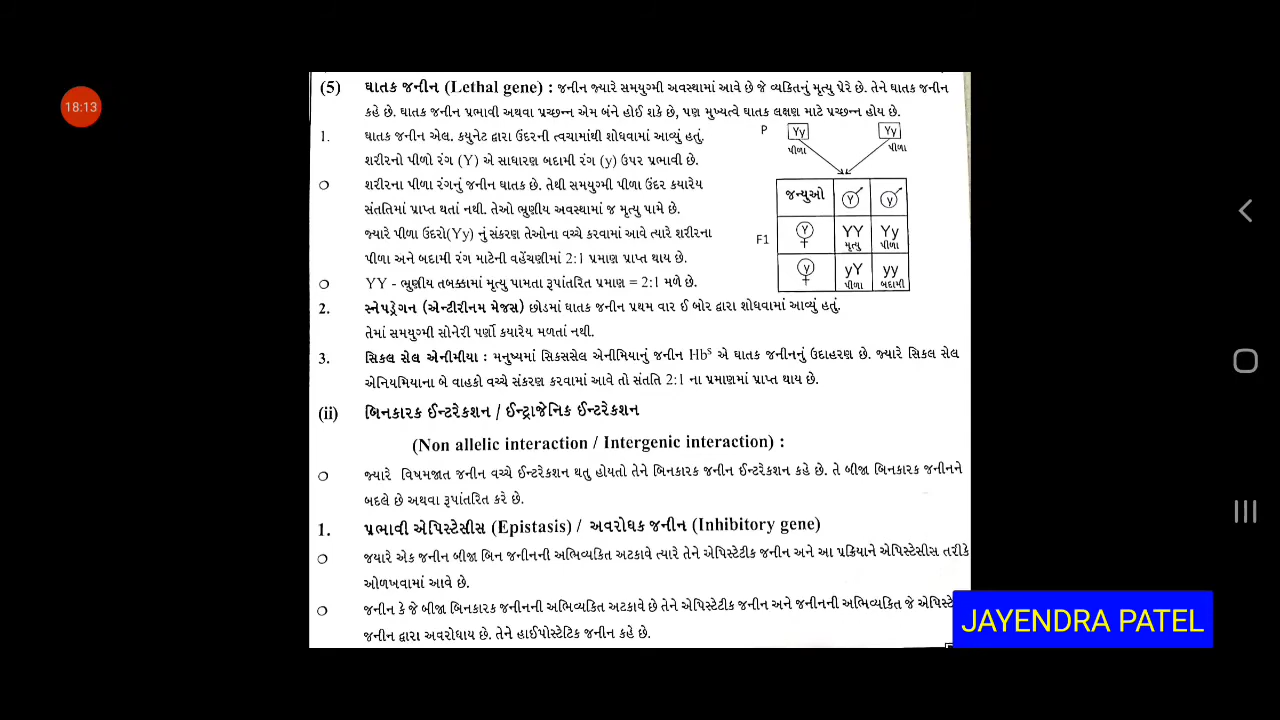 18:13
(5) ઘાતક જનીન (Lethal gene) : જનીન જ્યારે સમયુગ્મી અવસ્થામાં આવે છે જે વ્યકિતનું મૃત્યુ પ્રેરે છે. તેને ઘાતક જનીન
કહે છે. ઘાતક જનીન પ્રભાવી અથવા પ્રચ્છન્ન એમ બંને હોઈ શકે છે, પણ મુખ્યત્વે ઘાતક લક્ષણ માટે પ્રચ્છન્ન હોય છે.
1. ઘાતક જનીન એલ. કયુનેટ દ્વારા ઉંદરની ત્વચામાંથી શોધવામાં આવ્યું હતું.
શરીરનો પીળો રંગ (Y) એ સાધારણ બદામી રંગ (y) ઉપર પ્રભાવી છે.
○ શરીરના પીળા રંગનું જનીન ઘાતક છે. તેથી સમયુગ્મી પીળા ઉંદર કયારેય
સંતતિમાં પ્રાપ્ત થતાં નથી. તેઓ ભ્રુણીય અવસ્થામાં જ મૃત્યુ પામે છે.
જ્યારે પીળા ઉંદરો(Yy) નું સંકરણ તેઓના વચ્ચે કરવામાં આવે ત્યારે શરીરના
પીળા અને બદામી રંગ માટેની વહેંચણીમાં 2:1 પ્રમાણ પ્રાપ્ત થાય છે.
○ YY - ભ્રુણીય તબક્કામાં મૃત્યુ પામતા રૂપાંતરિત પ્રમાણ = 2:1 મળે છે.
P Yy Yy
પીળા પીળા
જન્યુઓ Y y
F1 Y YY Yy
મૃત્યુ પીળા
y yY yy
પીળા બદામી
2. સ્નેપડ્રેગન (એન્ટીરીનમ મેજસ) છોડમાં ઘાતક જનીન પ્રથમ વાર ઈ બોર દ્વારા શોધવામાં આવ્યું હતું.
તેમાં સમયુગ્મી સોનેરી પર્ણો કયારેય મળતાં નથી.
3. સિકલ સેલ એનીમીયા : મનુષ્યમાં સિકસસેલ એનીમિયાનું જનીન Hbˢ એ ઘાતક જનીનનું ઉદાહરણ છે. જ્યારે સિકલ સેલ
એનિયમિયાના બે વાહકો વચ્ચે સંકરણ કરવામાં આવે તો સંતતિ 2:1 ના પ્રમાણમાં પ્રાપ્ત થાય છે.
(ii) બિનકારક ઈન્ટરેકશન / ઈન્ટ્રાજેનિક ઈન્ટરેકશન
(Non allelic interaction / Intergenic interaction) :
○ જ્યારે વિષમજાત જનીન વચ્ચે ઈન્ટરેકશન થતુ હોયતો તેને બિનકારક જનીન ઈન્ટરેકશન કહે છે. તે બીજા બિનકારક જનીનને
બદલે છે અથવા રૂપાંતરિત કરે છે.
1. પ્રભાવી એપિસ્ટેસીસ (Epistasis) / અવરોધક જનીન (Inhibitory gene)
○ જયારે એક જનીન બીજા બિન જનીનની અભિવ્યકિત અટકાવે ત્યારે તેને એપિસ્ટેટીક જનીન અને આ પ્રક્રિયાને એપિસ્ટેસીસ તરીકે
ઓળખવામાં આવે છે.
○ જનીન કે જે બીજા બિનકારક જનીનની અભિવ્યકિત અટકાવે છે તેને એપિસ્ટેટીક જનીન અને જનીનની અભિવ્યકિત જે
જનીન દ્વારા અવરોધાય છે. તેને હાઈપોસ્ટેટિક જનીન કહે છે.
JAYENDRA PATEL